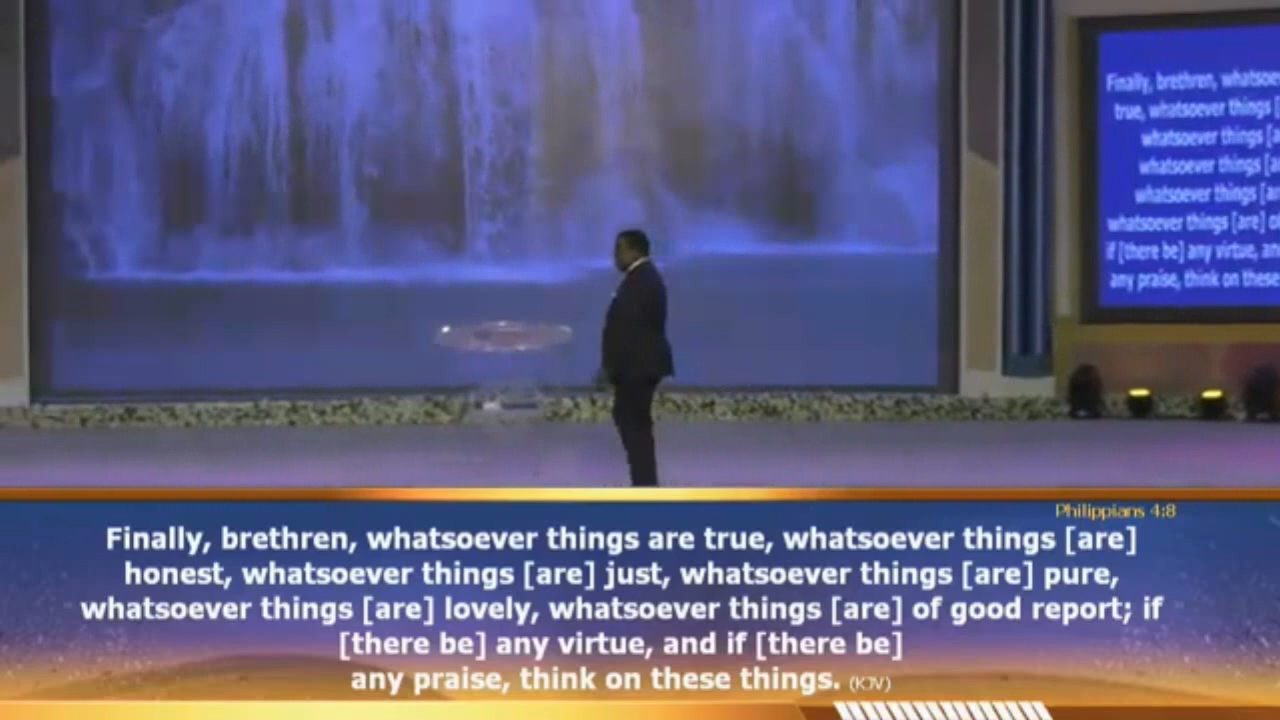 Finally, brethren, whatsoe
true, whatsoever things [
whatsoever things [a
whatsoever things [a
whatsoever things [ar
whatsoever things [are] o
if [there be] any virtue, an
any praise, think on these
Philippians 4:8
Finally, brethren, whatsoever things are true, whatsoever things [are]
honest, whatsoever things [are] just, whatsoever things [are] pure,
whatsoever things [are] lovely, whatsoever things [are] of good report; if
[there be] any virtue, and if [there be]
any praise, think on these things. (KJV)